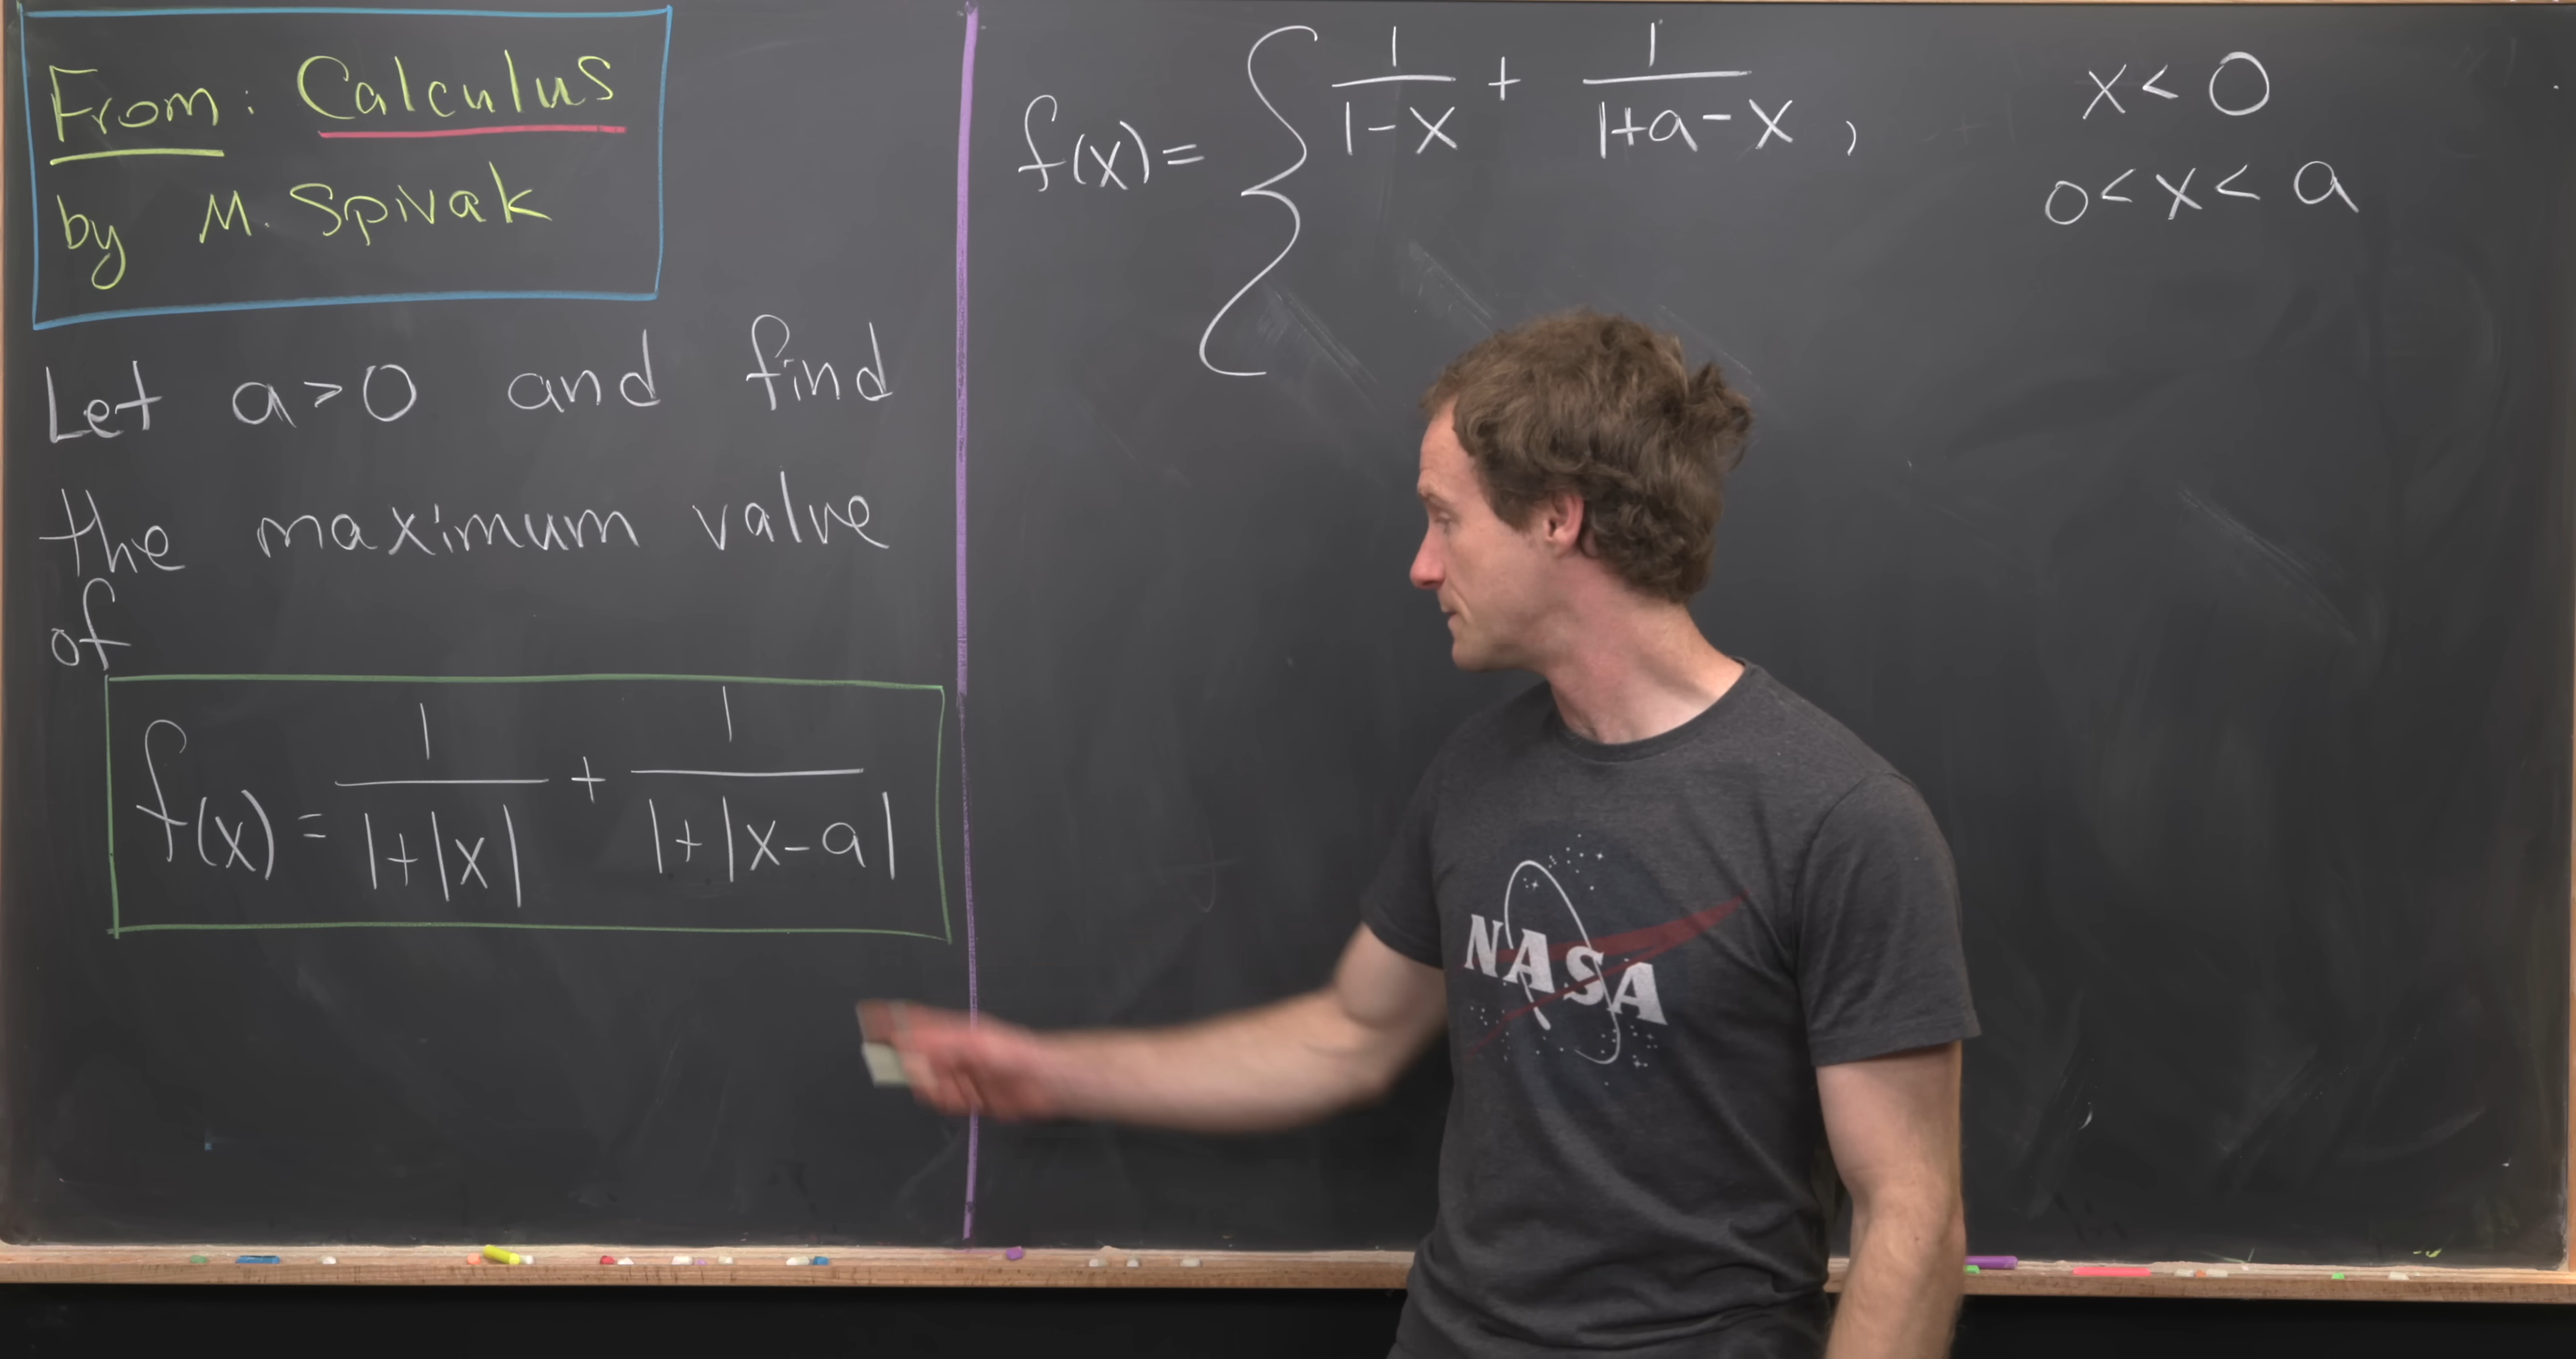 From: Calculus
by M. Spivak
Let a>0 and find
the maximum value
of
f(x) = 1/(1+|x|) + 1/(1+|x-a|)
f(x) = { 1/(1-x) + 1/(1+a-x), x<0
0<x<a
NASA